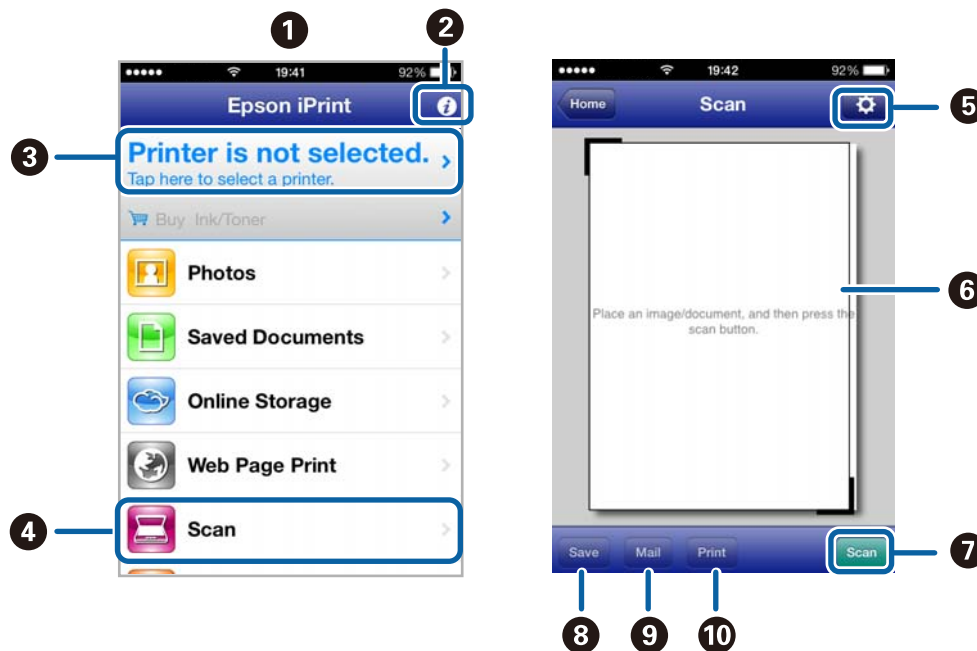 1
2
19:41
92%
Epson iPrint
3
Printer is not selected.
Tap here to select a printer.
Buy Ink/Toner
Photos
Saved Documents
Online Storage
Web Page Print
4
Scan
19:42
92%
Home
Scan
5
Place an image/document, and then press the
scan button.
6
Save
Mail
Print
Scan
7
8
9
10